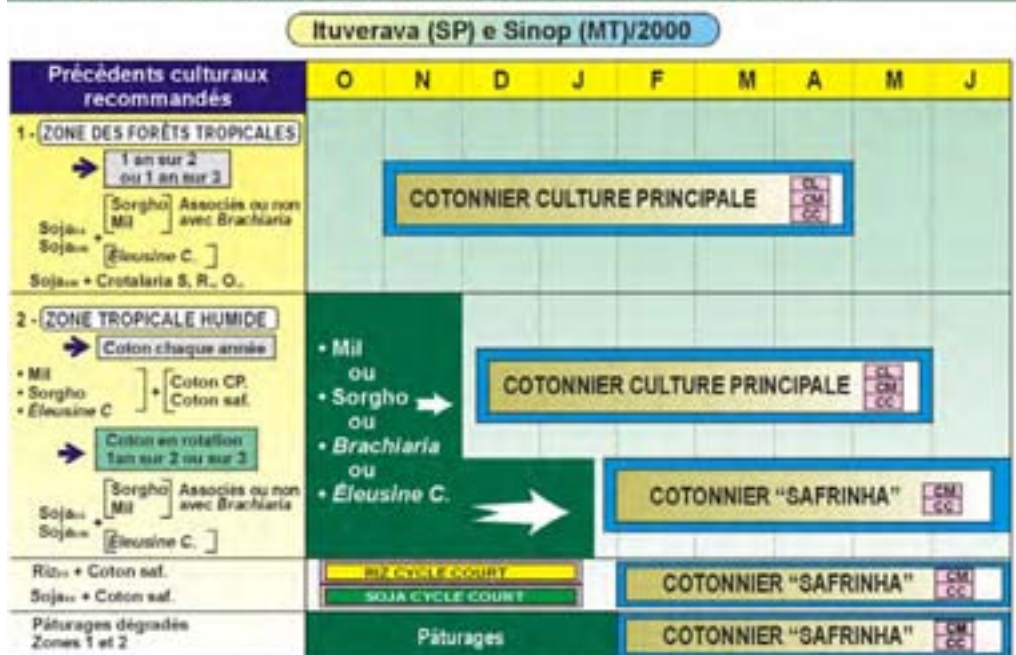 Ituverava (SP) e Sinop (MT)/2000
Précédents culturaux
recommandés
O N D J F M A M J
1 - ZONE DES FORÊTS TROPICALES
1 an sur 2
ou 1 an sur 3
Sorgho
Mil
Associés ou non
avec Brachiaria
Soja
Soja
+
Éleusine C.
Soja + Crotalaria S, R., O..
COTONNIER CULTURE PRINCIPALE
CL
CM
CC
2 - ZONE TROPICALE HUMIDE
Coton chaque année
• Mil
• Sorgho
• Éleusine C
+
Coton CP.
Coton saf.
Coton en rotation
1an sur 2 ou sur 3
Sorgho
Mil
Associés ou non
avec Brachiaria
Soja
Soja
+
Éleusine C.
• Mil
ou
• Sorgho
ou
• Brachiaria
ou
• Éleusine C.
COTONNIER CULTURE PRINCIPALE
CL
CM
CC
COTONNIER “SAFRINHA”
CM
CC
Riz + Coton saf.
Soja + Coton saf.
RIZ CYCLE COURT
SOJA CYCLE COURT
COTONNIER “SAFRINHA”
CM
CC
Pâturages dégradés
Zones 1 et 2
Pâturages
COTONNIER “SAFRINHA”
CM
CC